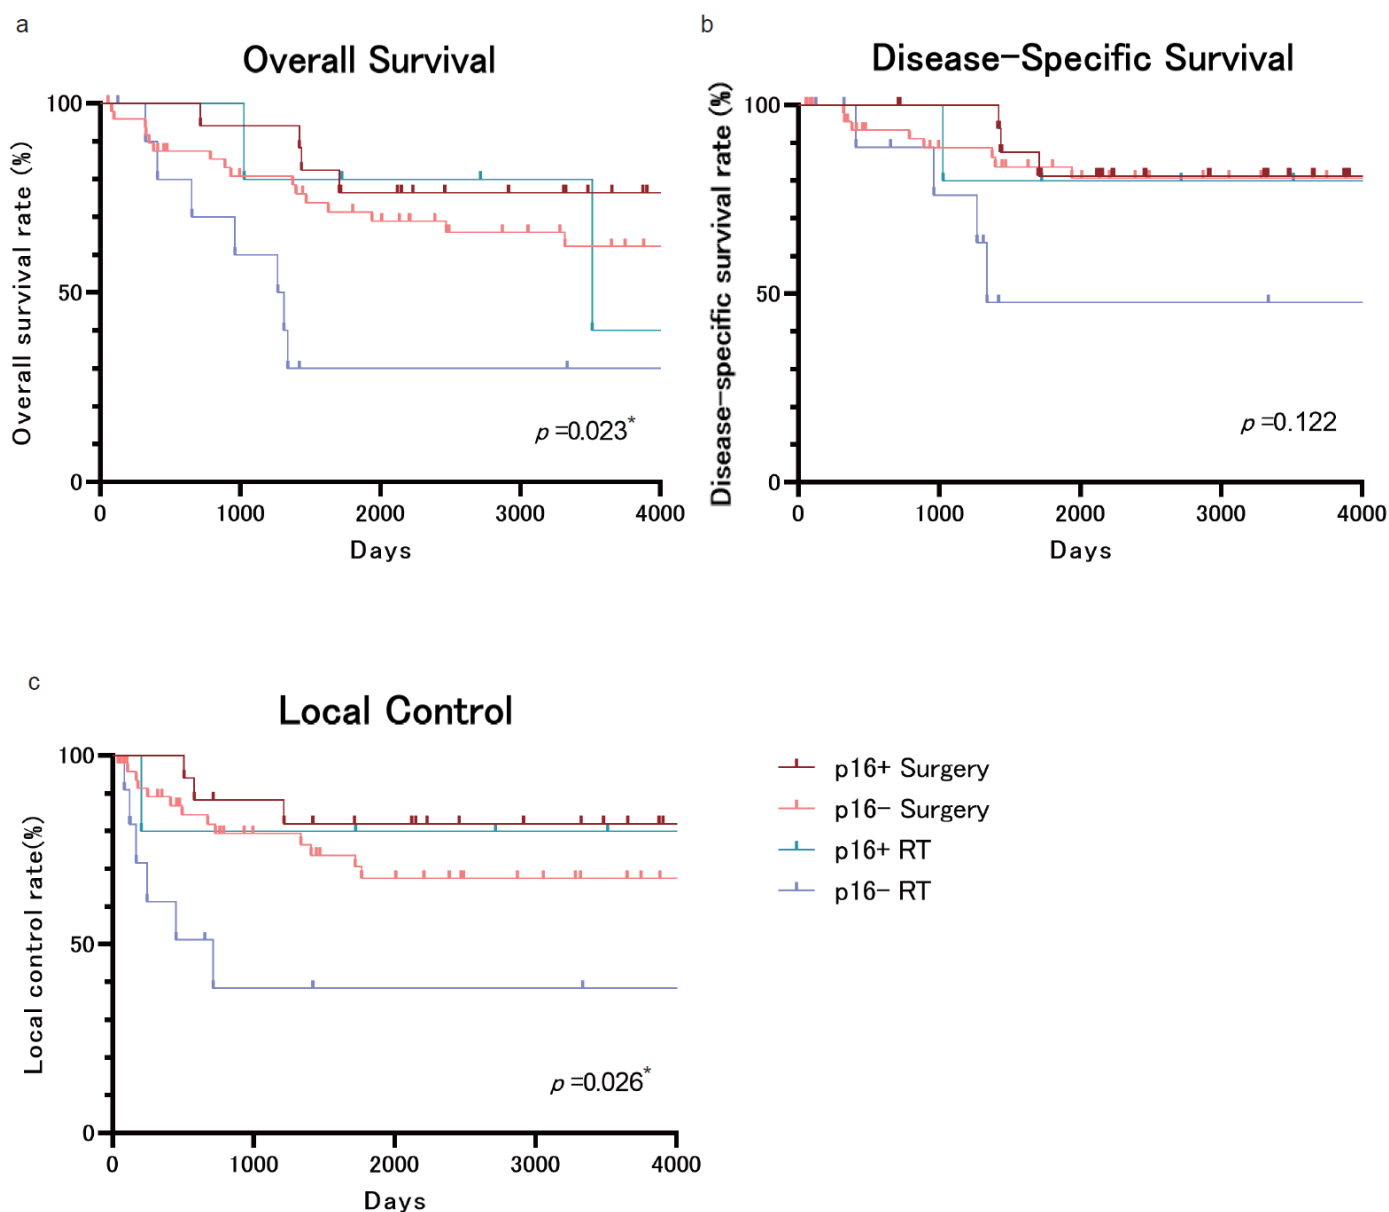 a
Overall Survival
Overall survival rate (%)
100
50
0
0 1000 2000 3000 4000
Days
p=0.023*
b
Disease-Specific Survival
Disease-specific survival rate (%)
100
50
0
0 1000 2000 3000 4000
Days
p=0.122
c
Local Control
Local control rate(%)
100
50
0
0 1000 2000 3000 4000
Days
p=0.026*
p16+ Surgery
p16- Surgery
p16+ RT
p16- RT